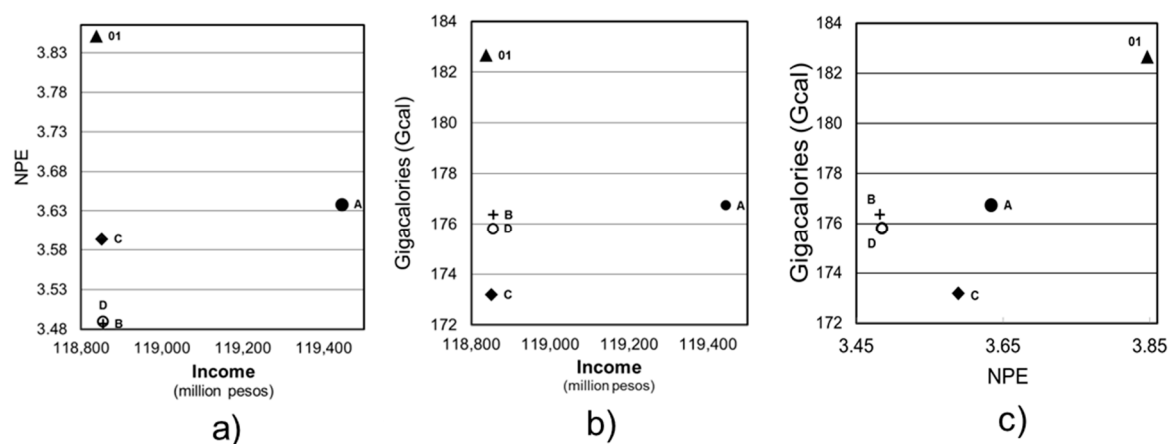 3.83
3.78
3.73
3.68
3.63
3.58
3.53
3.48
NPE
01
A
C
D
B
118,800 119,000 119,200 119,400
Income
(million pesos)
a)
184
182
180
178
176
174
172
Gigacalories (Gcal)
01
B
D
A
C
118,800 119,000 119,200 119,400
Income
(million pesos)
b)
184
182
180
178
176
174
172
Gigacalories (Gcal)
01
B
A
D
C
3.45 3.65 3.85
NPE
c)